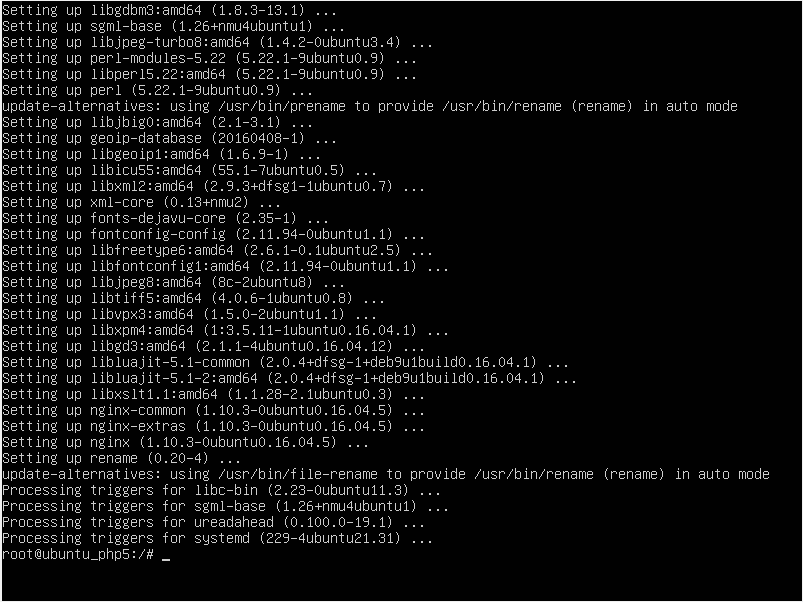 Setting up libgdbm3:amd64 (1.8.3-13.1) ...
Setting up sgml-base (1.26+nmu4ubuntu1) ...
Setting up libjpeg-turbo8:amd64 (1.4.2-0ubuntu3.4) ...
Setting up perl-modules-5.22 (5.22.1-9ubuntu0.9) ...
Setting up libperl5.22:amd64 (5.22.1-9ubuntu0.9) ...
Setting up perl (5.22.1-9ubuntu0.9) ...
update-alternatives: using /usr/bin/prename to provide /usr/bin/rename (rename) in auto mode
Setting up libjbig0:amd64 (2.1-3.1) ...
Setting up geoip-database (20160408-1) ...
Setting up libgeoip1:amd64 (1.6.9-1) ...
Setting up libicu55:amd64 (55.1-7ubuntu0.5) ...
Setting up libxml2:amd64 (2.9.3+dfsg1-1ubuntu0.7) ...
Setting up xml-core (0.13+nmu2) ...
Setting up fonts-dejavu-core (2.35-1) ...
Setting up fontconfig-config (2.11.94-0ubuntu1.1) ...
Setting up libfreetype6:amd64 (2.6.1-0.1ubuntu2.5) ...
Setting up libfontconfig1:amd64 (2.11.94-0ubuntu1.1) ...
Setting up libjpeg8:amd64 (8c-2ubuntu8) ...
Setting up libtiff5:amd64 (4.0.6-1ubuntu0.8) ...
Setting up libvpx3:amd64 (1.5.0-2ubuntu1.1) ...
Setting up libxpm4:amd64 (1:3.5.11-1ubuntu0.16.04.1) ...
Setting up libgd3:amd64 (2.1.1-4ubuntu0.16.04.12) ...
Setting up libluajit-5.1-common (2.0.4+dfsg-1+deb9u1build0.16.04.1) ...
Setting up libluajit-5.1-2:amd64 (2.0.4+dfsg-1+deb9u1build0.16.04.1) ...
Setting up libxslt1.1:amd64 (1.1.28-2.1ubuntu0.3) ...
Setting up nginx-common (1.10.3-0ubuntu0.16.04.5) ...
Setting up nginx-extras (1.10.3-0ubuntu0.16.04.5) ...
Setting up nginx (1.10.3-0ubuntu0.16.04.5) ...
Setting up rename (0.20-4) ...
update-alternatives: using /usr/bin/file-rename to provide /usr/bin/rename (rename) in auto mode
Processing triggers for libc-bin (2.23-0ubuntu11.3) ...
Processing triggers for sgml-base (1.26+nmu4ubuntu1) ...
Processing triggers for ureadahead (0.100.0-19.1) ...
Processing triggers for systemd (229-4ubuntu21.31) ...
root@ubuntu_php5:/# _